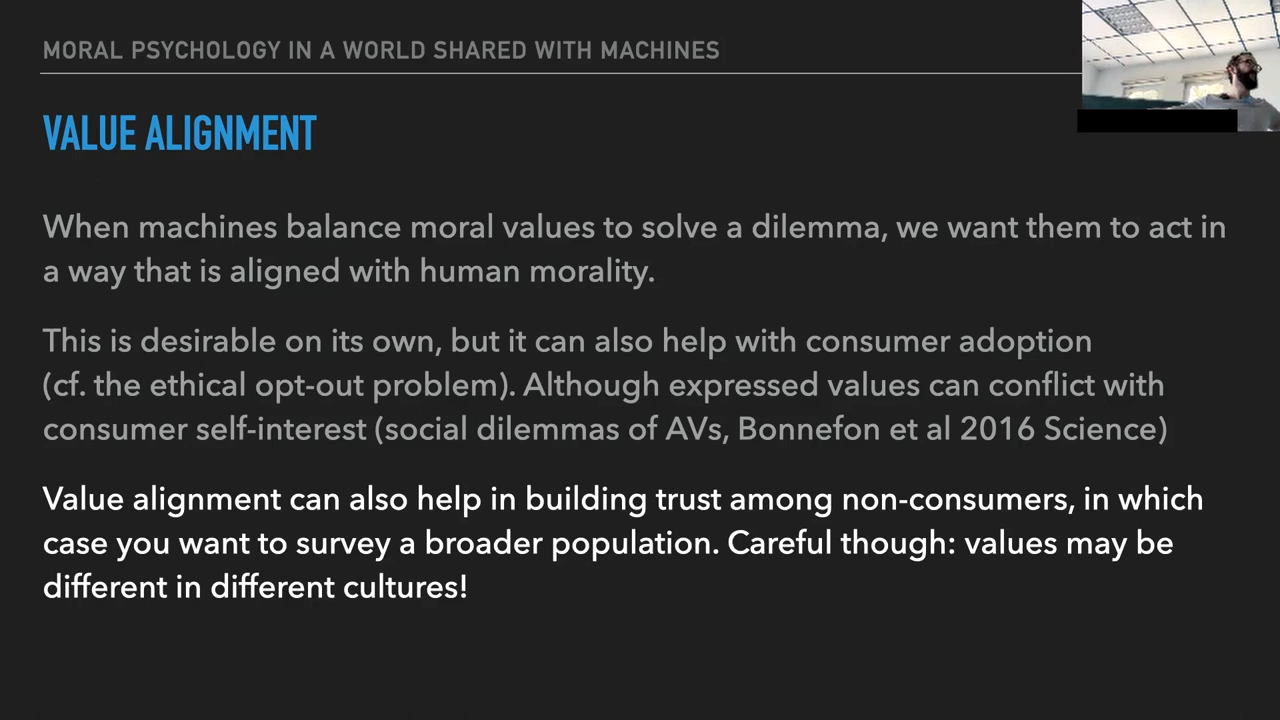 MORAL PSYCHOLOGY IN A WORLD SHARED WITH MACHINES
VALUE ALIGNMENT
When machines balance moral values to solve a dilemma, we want them to act in
a way that is aligned with human morality.
This is desirable on its own, but it can also help with consumer adoption
(cf. the ethical opt-out problem). Although expressed values can conflict with
consumer self-interest (social dilemmas of AVs, Bonnefon et al 2016 Science)
Value alignment can also help in building trust among non-consumers, in which
case you want to survey a broader population. Careful though: values may be
different in different cultures!